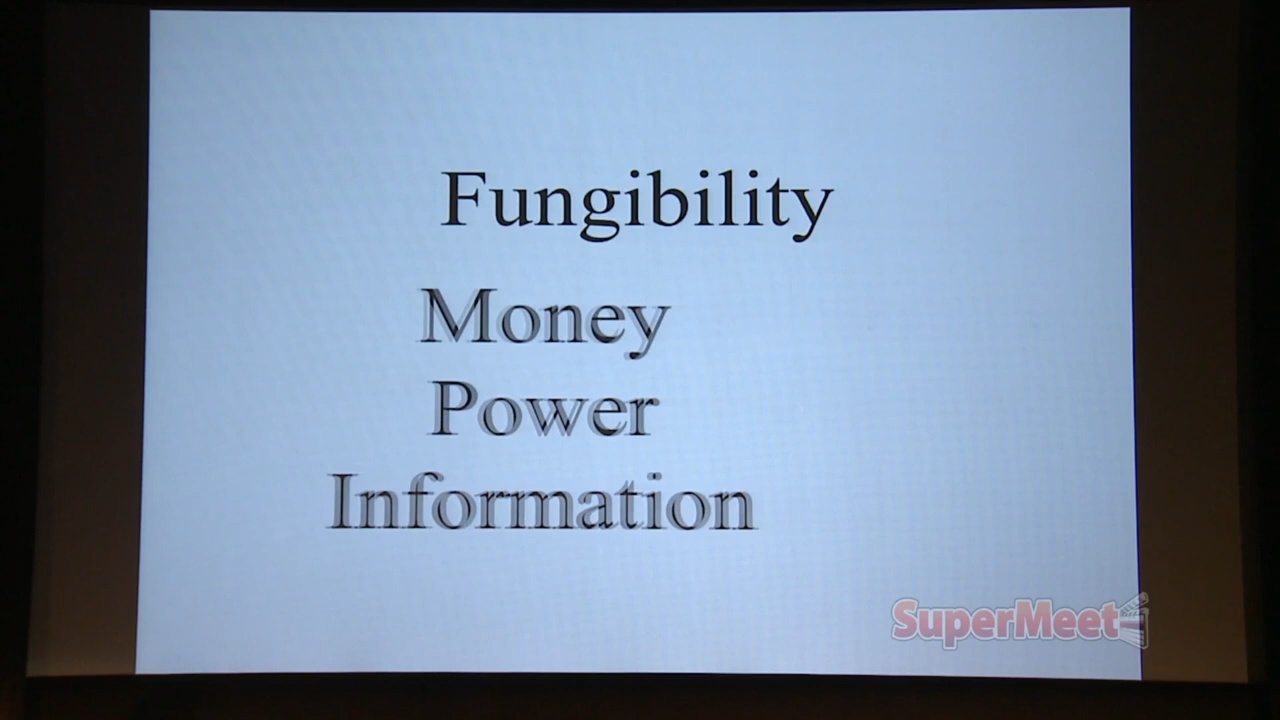 Fungibility
Money
Power
Information
SuperMeet